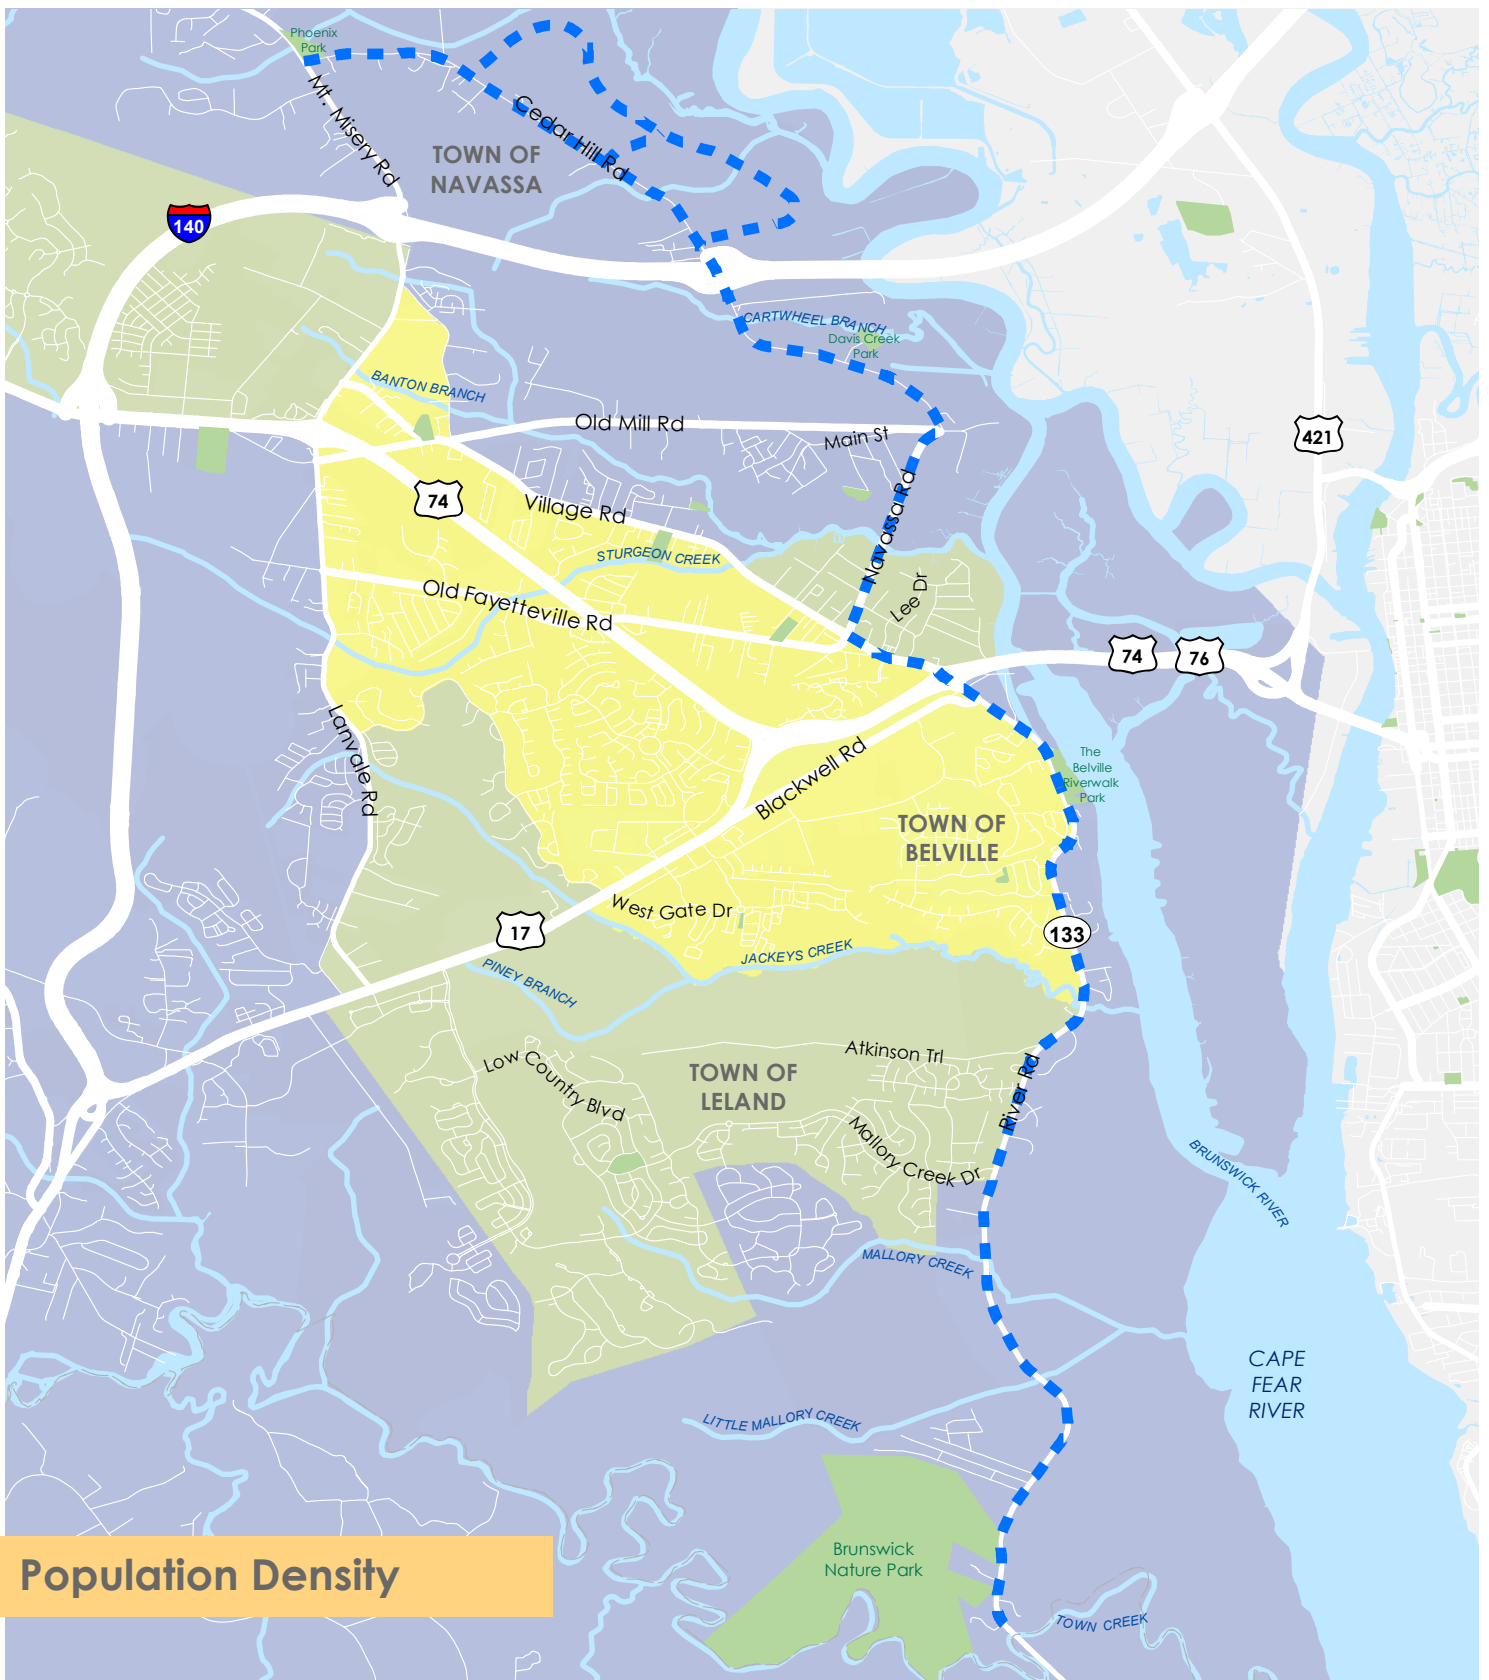 Phoenix
Park
Mt. Misery Rd
Cedar Hill Rd
TOWN OF
NAVASSA
140
CARTWHEEL BRANCH
Davis Creek
Park
BANTON BRANCH
Old Mill Rd
Main St
421
74
Village Rd
Navassa Rd
STURGEON CREEK
Old Fayetteville Rd
Lee Dr
74
76
Lanvale Rd
Blackwell Rd
The
Belville
Riverwalk
Park
TOWN OF
BELVILLE
West Gate Dr
17
133
JACKEYS CREEK
PINEY BRANCH
Low Country Blvd
Atkinson Trl
TOWN OF
LELAND
River Rd
Mallory Creek Dr
BRUNSWICK RIVER
MALLORY CREEK
CAPE
FEAR
RIVER
LITTLE MALLORY CREEK
Brunswick
Nature Park
Population Density
TOWN CREEK